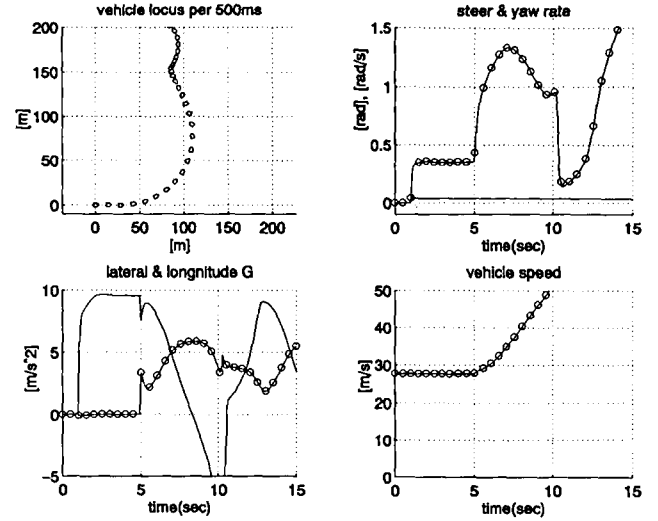 vehicle locus per 500ms
200
150
100
50
0
[m]
0 50 100 150 200
[m]
steer & yaw rate
1.5
1
0.5
0
[rad], [rad/s]
0 5 10 15
time(sec)
lateral & longnitude G
10
5
0
-5
[m/s^2]
0 5 10 15
time(sec)
vehicle speed
50
40
30
20
10
0
[m/s]
0 5 10 15
time(sec)